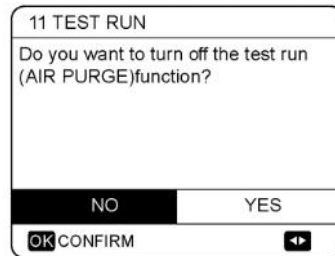 11 TEST RUN
Do you want to turn off the test run
(AIR PURGE)function?
NO YES
OK CONFIRM